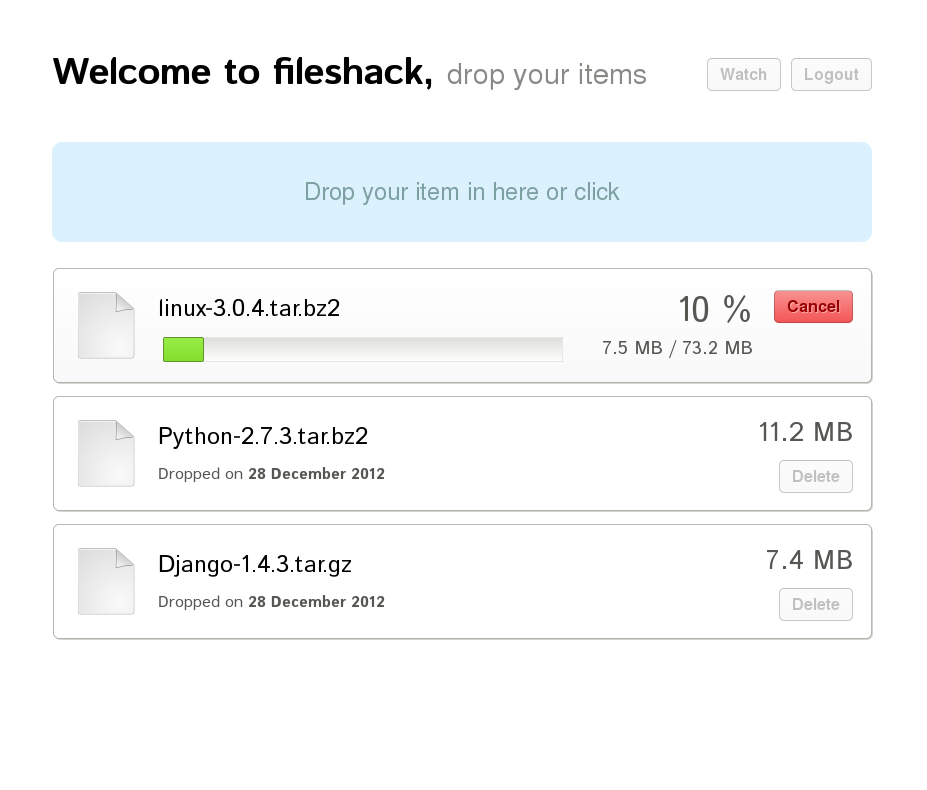 Welcome to fileshack, drop your items
Watch
Logout
Drop your item in here or click
linux-3.0.4.tar.bz2
10 %
Cancel
7.5 MB / 73.2 MB
Python-2.7.3.tar.bz2
11.2 MB
Dropped on 28 December 2012
Delete
Django-1.4.3.tar.gz
7.4 MB
Dropped on 28 December 2012
Delete